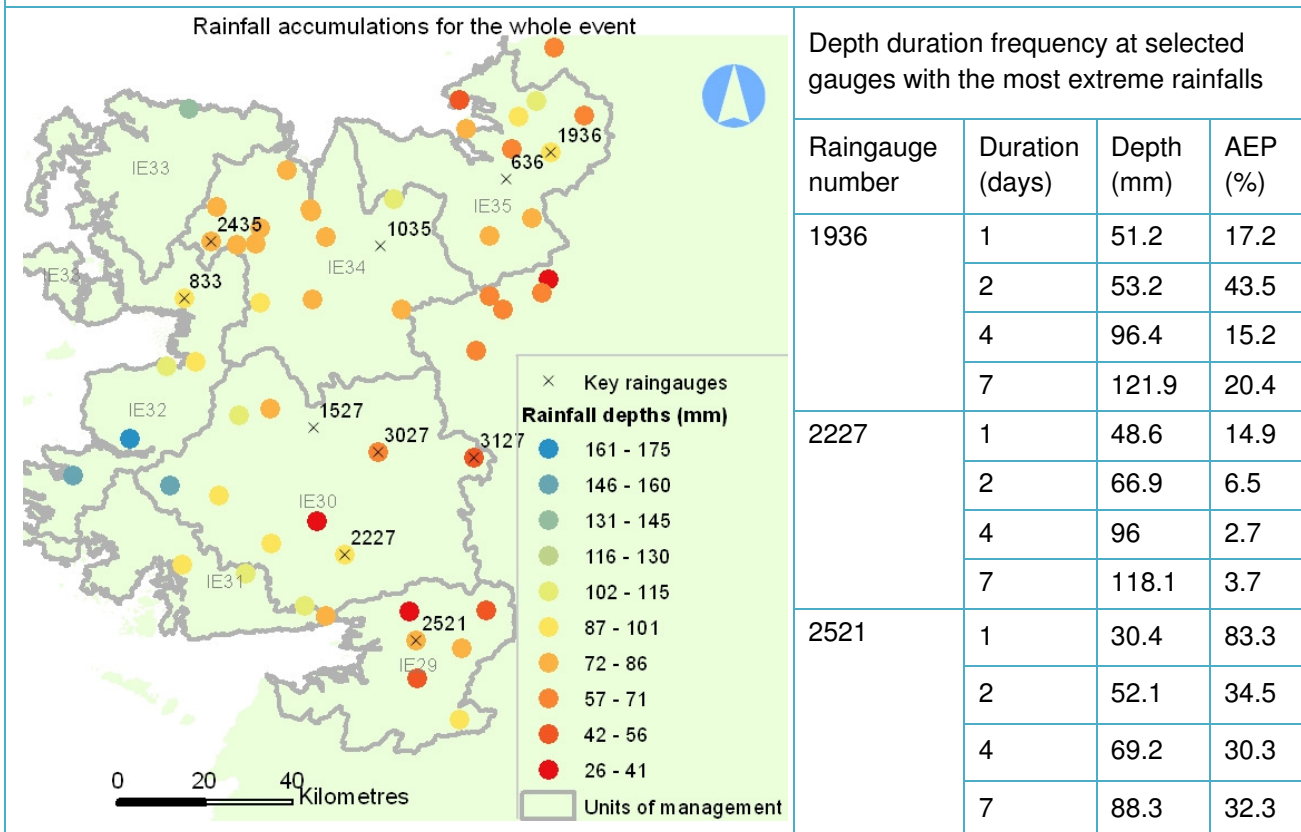 Rainfall accumulations for the whole event
IE33
1936
636
IE35
2435
1035
IE34
IE33
833
IE32
1527
3027
3127
IE30
2227
IE31
2521
IE29
Key raingauges
Rainfall depths (mm)
161 - 175
146 - 160
131 - 145
116 - 130
102 - 115
87 - 101
72 - 86
57 - 71
42 - 56
26 - 41
Units of management
0 20 40
Kilometres
Depth duration frequency at selected
gauges with the most extreme rainfalls
Raingauge number Duration (days) Depth (mm) AEP (%)
1936 1 51.2 17.2
2 53.2 43.5
4 96.4 15.2
7 121.9 20.4
2227 1 48.6 14.9
2 66.9 6.5
4 96 2.7
7 118.1 3.7
2521 1 30.4 83.3
2 52.1 34.5
4 69.2 30.3
7 88.3 32.3